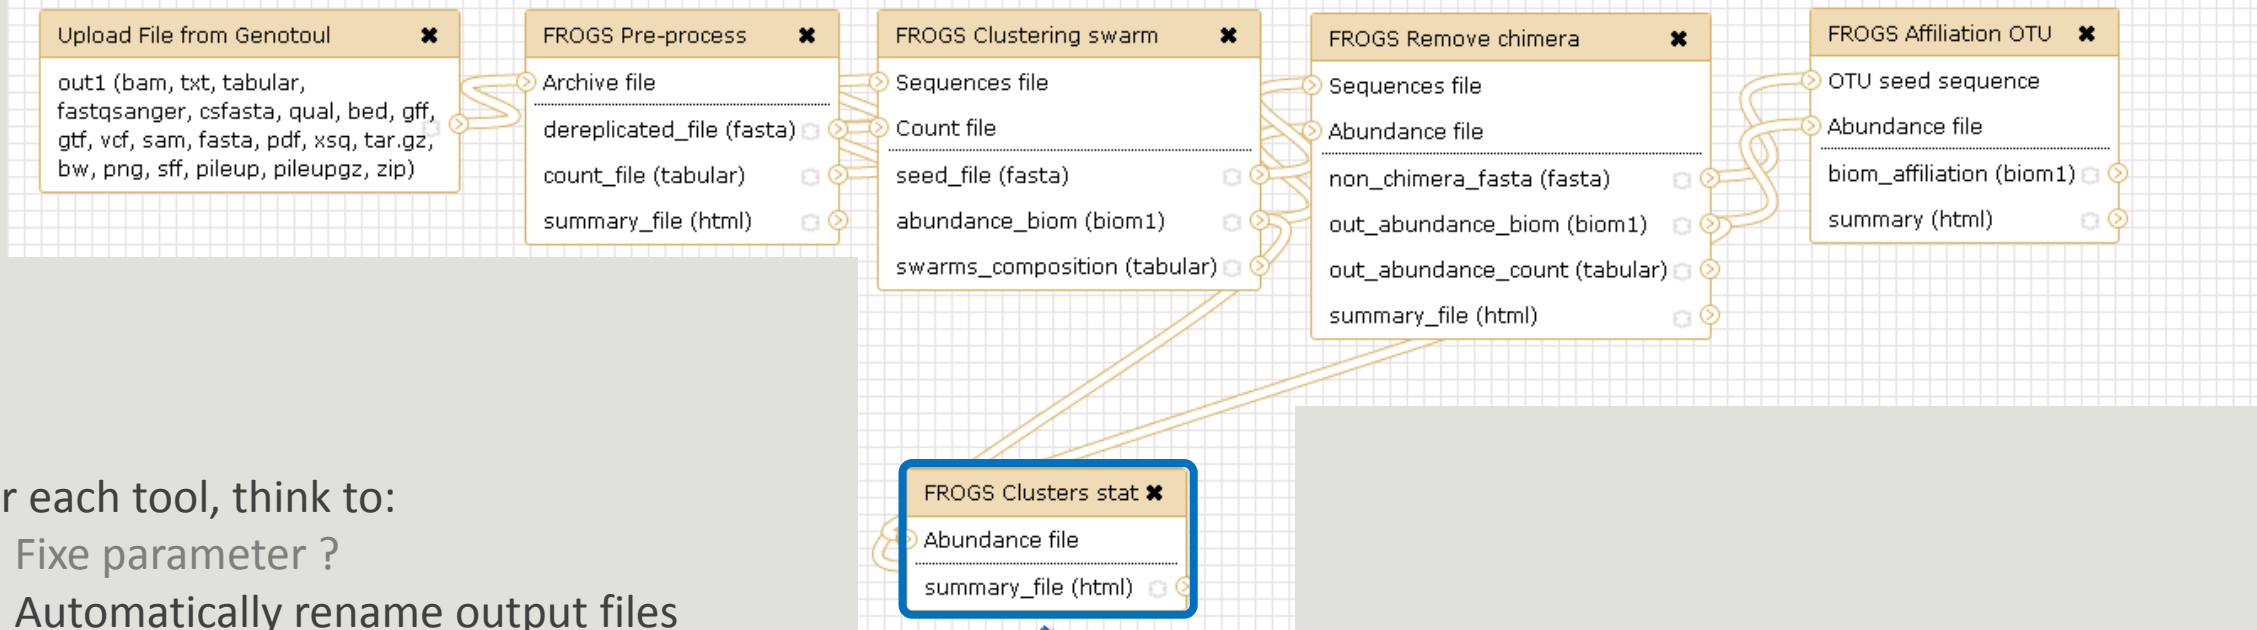 Upload File from Genotoul
out1 (bam, txt, tabular,
fastqsanger, csfasta, qual, bed, gff,
gtf, vcf, sam, fasta, pdf, xsq, tar.gz,
bw, png, sff, pileup, pileupgz, zip)
FROGS Pre-process
Archive file
dereplicated_file (fasta)
count_file (tabular)
summary_file (html)
FROGS Clustering swarm
Sequences file
Count file
seed_file (fasta)
abundance_biom (biom1)
swarms_composition (tabular)
FROGS Remove chimera
Sequences file
Abundance file
non_chimera_fasta (fasta)
out_abundance_biom (biom1)
out_abundance_count (tabular)
summary_file (html)
FROGS Affiliation OTU
OTU seed sequence
Abundance file
biom_affiliation (biom1)
summary (html)
FROGS Clusters stat
Abundance file
summary_file (html)
r each tool, think to:
Fixe parameter ?
Automatically rename output files